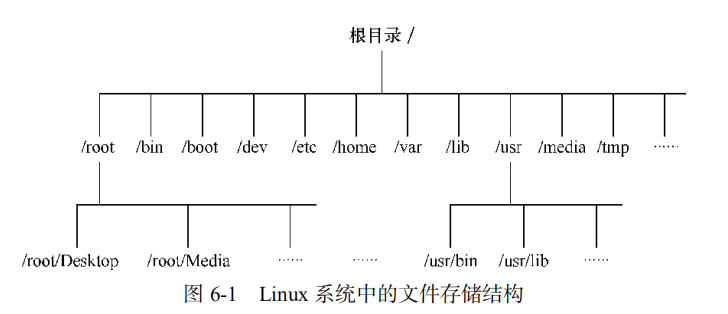 根目录 /
/root /bin /boot /dev /etc /home /var /lib /usr /media /tmp ……
/root/Desktop /root/Media …… …… /usr/bin /usr/lib ……
图 6-1 Linux 系统中的文件存储结构